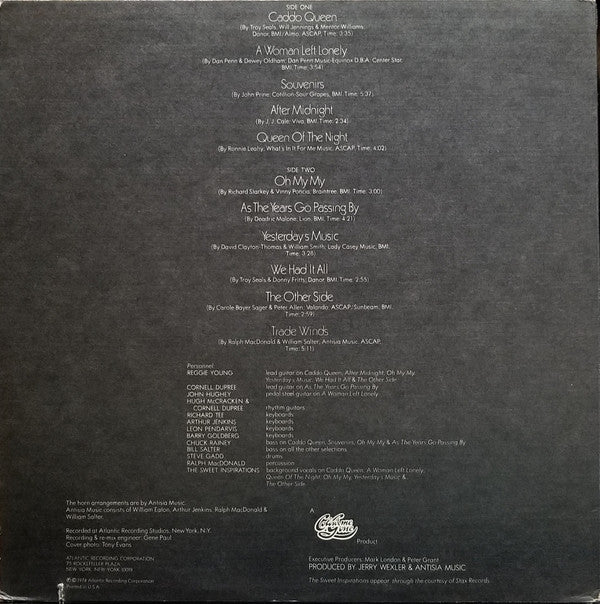 SIDE ONE
Caddo Queen
(By Troy Seals, Will Jennings & Mentor Williams,
Danor, BMI/Almo, ASCAP, Time: 3:35)
A Woman Left Lonely
(By Dan Penn & Dewey Oldham; Dan Penn Music-Equinox D.B.A. Center Star,
BMI, Time: 3:54)
Souvenirs
(By John Prine; Cotillion-Sour Grapes, BMI, Time: 5:37)
After Midnight
(By J. J. Cale; Viva, BMI, Time: 2:34)
Queen Of The Night
(By Ronnie Leahy; What's In It For Me Music, ASCAP, Time: 4:02)
SIDE TWO
Oh My My
(By Richard Starkey & Vinny Poncia; Braintree, BMI, Time: 3:00)
As The Years Go Passing By
(By Deadric Malone; Lion, BMI, Time: 4:21)
Yesterday's Music
(By David Clayton-Thomas & William Smith; Lady Casey Music, BMI,
Time: 3:28)
We Had It All
(By Troy Seals & Donny Fritts; Danor, BMI, Time: 2:55)
The Other Side
(By Carole Bayer Sager & Peter Allen; Valando, ASCAP/Sunbeam, BMI,
Time: 2:59)
Trade Winds
(By Ralph MacDonald & William Salter; Antisia Music, ASCAP,
Time: 5:11)
Personnel:
REGGIE YOUNG lead guitar on Caddo Queen, After Midnight, Oh My My,
Yesterday's Music, We Had It All & The Other Side
CORNELL DUPREE lead guitar on As The Years Go Passing By
JOHN HUGHEY pedal steel guitar on A Woman Left Lonely
HUGH McCRACKEN &
CORNELL DUPREE rhythm guitars
RICHARD TEE keyboards
ARTHUR JENKINS keyboards
LEON PENDARVIS keyboards
BARRY GOLDBERG keyboards
CHUCK RAINEY bass on Caddo Queen, Souvenirs, Oh My My & As The Years Go Passing By
BILL SALTER bass on all the other selections.
STEVE GADD drums
RALPH MacDONALD percussion
THE SWEET INSPIRATIONS background vocals on Caddo Queen, A Woman Left Lonely,
Queen Of The Night, Oh My My, Yesterday's Music &
The Other Side
The horn arrangements are by Antisia Music.
Antisia Music consists of William Eaton, Arthur Jenkins, Ralph MacDonald &
William Salter.
Recorded at Atlantic Recording Studios, New York, N.Y.
Recording & re-mix engineer: Gene Paul
Cover photo: Tony Evans
ATLANTIC RECORDING CORPORATION
75 ROCKEFELLER PLAZA
NEW YORK, NEW YORK 10019
Ⓟ © 1974 Atlantic Recording Corporation
Printed in U.S.A.
A
Product
Executive Producers: Mark London & Peter Grant
PRODUCED BY JERRY WEXLER & ANTISIA MUSIC
The Sweet Inspirations appear through the courtesy of Stax Records